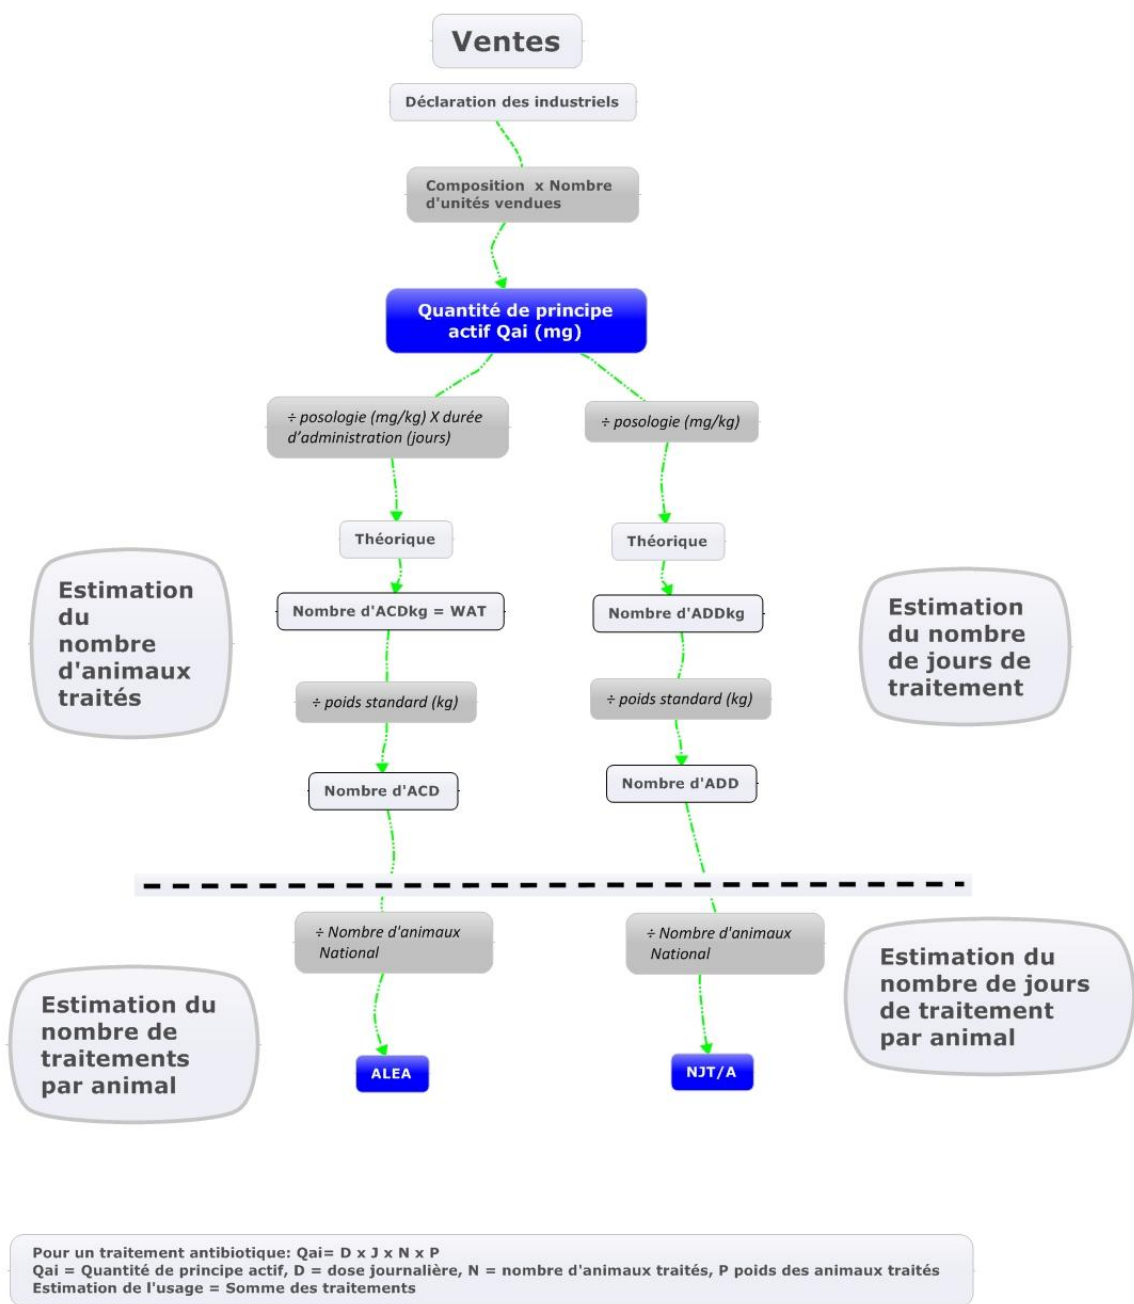 Ventes
Déclaration des industriels
Composition x Nombre
d'unités vendues
Quantité de principe
actif Qai (mg)
÷ posologie (mg/kg) X durée
d’administration (jours)
÷ posologie (mg/kg)
Théorique
Théorique
Estimation
du
nombre
d'animaux
traités
Nombre d'ACDkg = WAT
Nombre d'ADDkg
Estimation
du nombre
de jours de
traitement
÷ poids standard (kg)
÷ poids standard (kg)
Nombre d'ACD
Nombre d'ADD
÷ Nombre d'animaux
National
÷ Nombre d'animaux
National
Estimation du
nombre de
traitements
par animal
Estimation du
nombre de jours
de traitement
par animal
ALEA
NJT/A
Pour un traitement antibiotique: Qai= D x J x N x P
Qai = Quantité de principe actif, D = dose journalière, N = nombre d'animaux traités, P poids des animaux traités
Estimation de l'usage = Somme des traitements